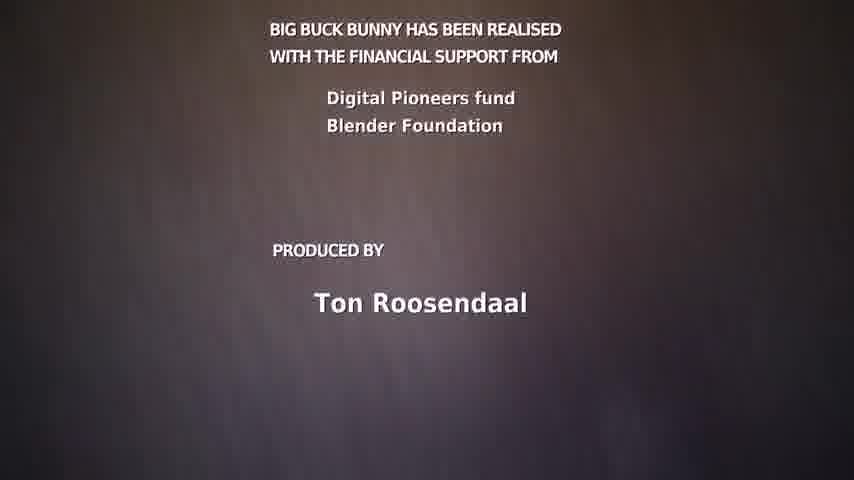 BIG BUCK BUNNY HAS BEEN REALISED
WITH THE FINANCIAL SUPPORT FROM
Digital Pioneers fund
Blender Foundation
PRODUCED BY
Ton Roosendaal